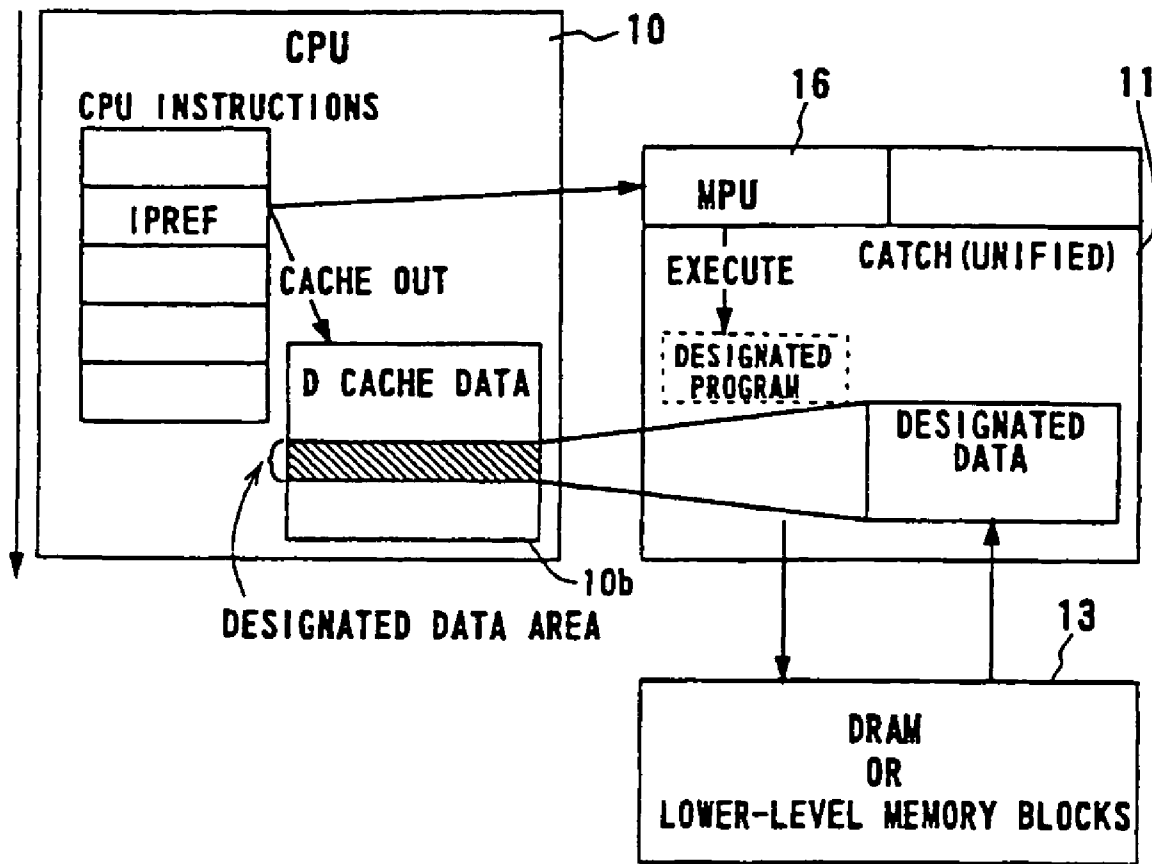 CPU
10
CPU INSTRUCTIONS
IPREF
CACHE OUT
D CACHE DATA
10b
DESIGNATED DATA AREA
16
11
MPU
CATCH(UNIFIED)
EXECUTE
DESIGNATED
PROGRAM
DESIGNATED
DATA
13
DRAM
OR
LOWER-LEVEL MEMORY BLOCKS